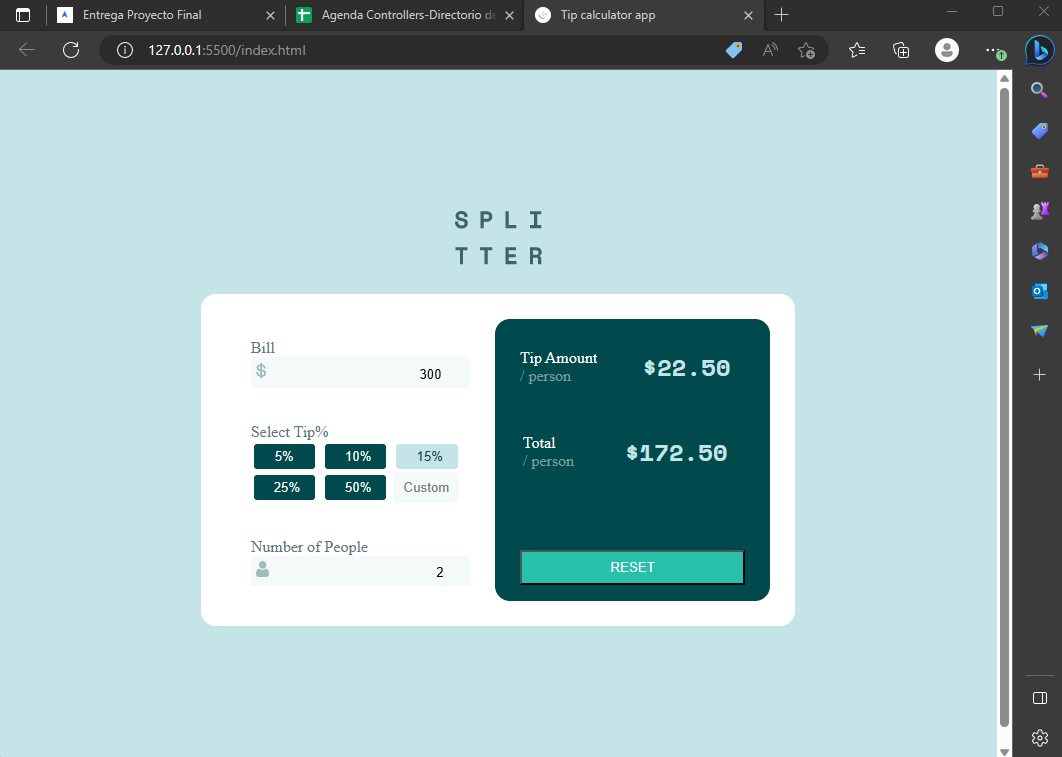 Entrega Proyecto Final
Agenda Controllers-Directorio de
Tip calculator app
127.0.0.1:5500/index.html
SPLI
TTER
Bill
$ 300
Select Tip%
5% 10% 15%
25% 50% Custom
Number of People
2
Tip Amount
/ person
$22.50
Total
/ person
$172.50
RESET